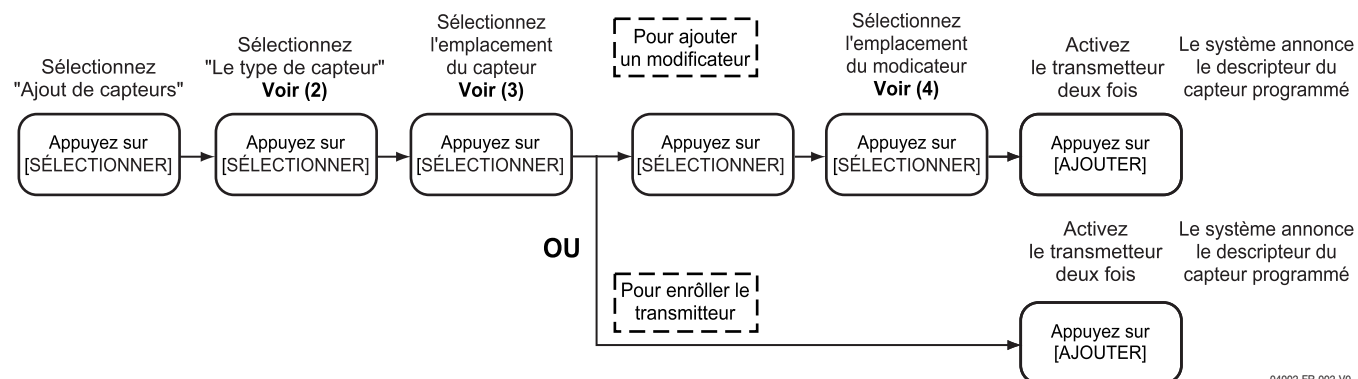 Sélectionnez
"Ajout de capteurs"
Appuyez sur
[SÉLECTIONNER]
Sélectionnez
"Le type de capteur"
Voir (2)
Appuyez sur
[SÉLECTIONNER]
Sélectionnez
l'emplacement
du capteur
Voir (3)
Appuyez sur
[SÉLECTIONNER]
Pour ajouter
un modificateur
Appuyez sur
[SÉLECTIONNER]
Sélectionnez
l'emplacement
du modicateur
Voir (4)
Appuyez sur
[SÉLECTIONNER]
Activez
le transmetteur
deux fois
Appuyez sur
[AJOUTER]
Le système annonce
le descripteur du
capteur programmé
OU
Pour enrôller le
transmitteur
Activez
le transmetteur
deux fois
Appuyez sur
[AJOUTER]
Le système annonce
le descripteur du
capteur programmé